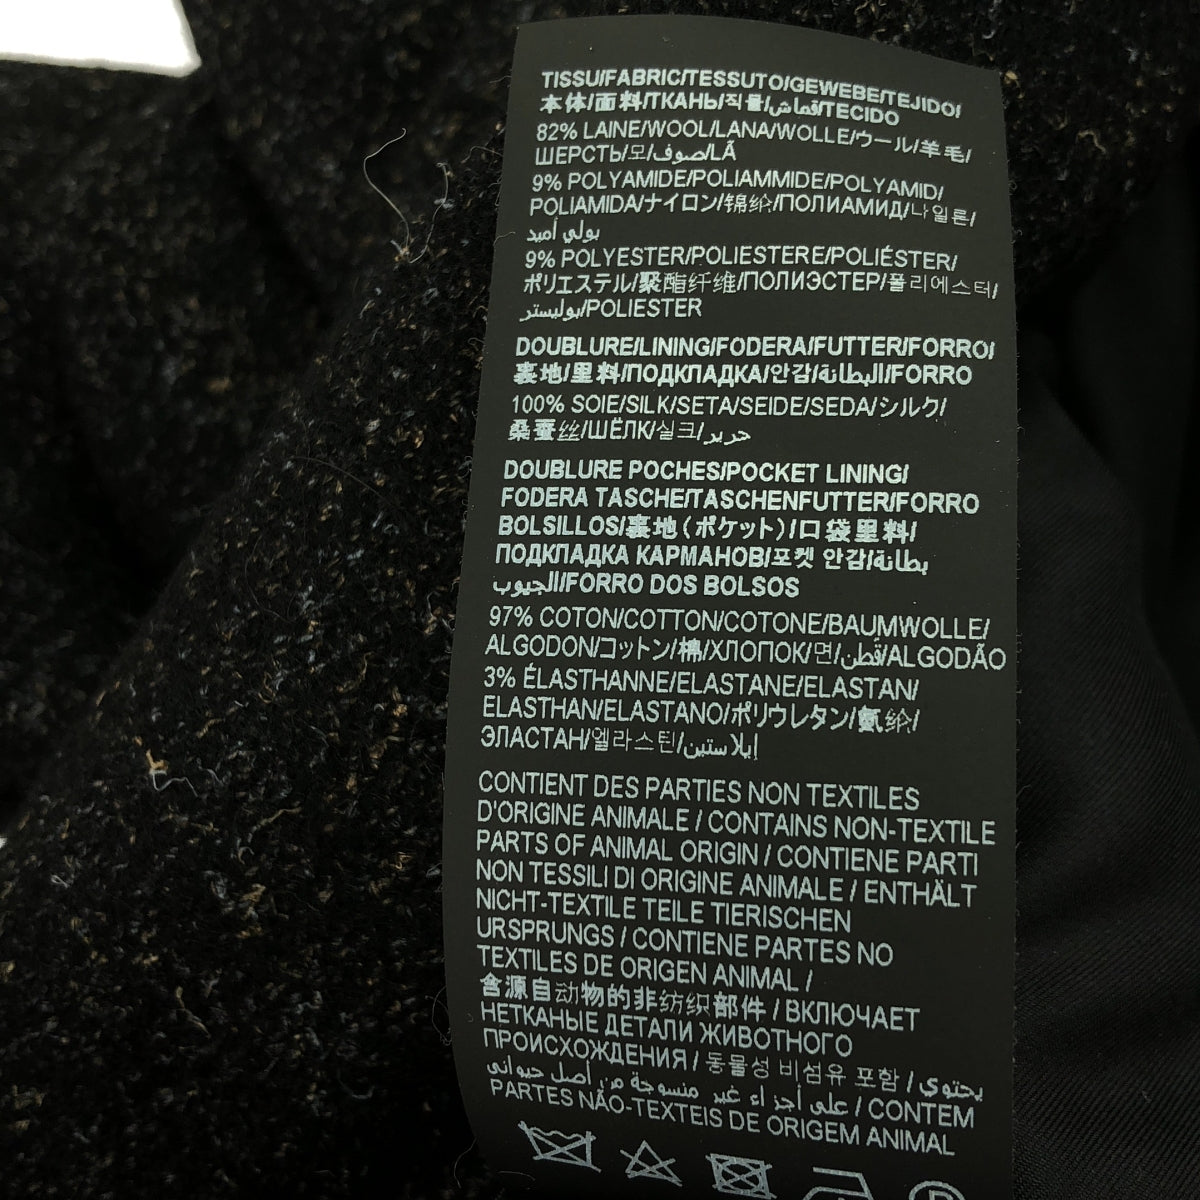 TISSU/FABRIC/TESSUTO/GEWEBE/TEJIDO/
本体/面料/ТКАНЬ/직물/قماش/TECIDO
82% LAINE/WOOL/LANA/WOLLE/ウール/羊毛/
ШЕРСТЬ/모/صوف/LÃ
9% POLYAMIDE/POLIAMMIDE/POLYAMID/
POLIAMIDA/ナイロン/锦纶/ПОЛИАМИД/나일론/
بولي أميد
9% POLYESTER/POLIESTERE/POLIÉSTER/
ポリエステル/聚酯纤维/ПОЛИЭСТЕР/폴리에스터/
بوليستر/POLIESTER
DOUBLURE/LINING/FODERA/FUTTER/FORRO/
裏地/里料/ПОДКЛАДКА/안감/البطانة/FORRO
100% SOIE/SILK/SETA/SEIDE/SEDA/シルク/
桑蚕丝/ШЁЛК/실크/حرير
DOUBLURE POCHES/POCKET LINING/
FODERA TASCHE/TASCHENFUTTER/FORRO
BOLSILLOS/裏地(ポケット)/口袋里料/
ПОДКЛАДКА КАРМАНОВ/포켓 안감/بطانة
الجيوب/FORRO DOS BOLSOS
97% COTON/COTTON/COTONE/BAUMWOLLE/
ALGODON/コットン/棉/ХЛОПОК/면/قطن/ALGODÃO
3% ÉLASTHANNE/ELASTANE/ELASTAN/
ELASTHAN/ELASTANO/ポリウレタン/氨纶/
ЭЛАСТАН/엘라스틴/إيلاستين
CONTIENT DES PARTIES NON TEXTILES
D'ORIGINE ANIMALE / CONTAINS NON-TEXTILE
PARTS OF ANIMAL ORIGIN / CONTIENE PARTI
NON TESSILI DI ORIGINE ANIMALE / ENTHÄLT
NICHT-TEXTILE TEILE TIERISCHEN
URSPRUNGS / CONTIENE PARTES NO
TEXTILES DE ORIGEN ANIMAL /
含源自动物的非纺织部件 / ВКЛЮЧАЕТ
НЕТКАНЫЕ ДЕТАЛИ ЖИВОТНОГО
ПРОИСХОЖДЕНИЯ / 동물성 비섬유 포함 / يحتوي
على أجزاء غير منسوجة من أصل حيواني / CONTEM
PARTES NÃO-TEXTEIS DE ORIGEM ANIMAL
P